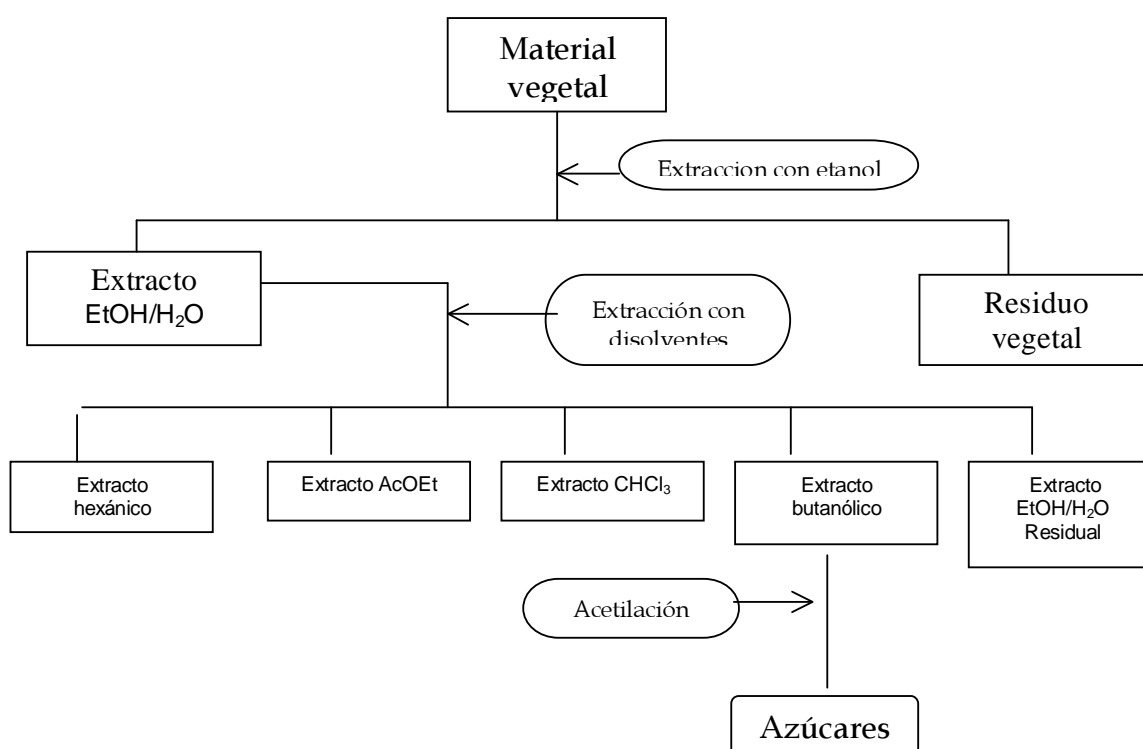 Material
vegetal
Extraccion con etanol
Extracto
EtOH/H₂O
Extracción con
disolventes
Residuo
vegetal
Extracto
hexánico
Extracto AcOEt
Extracto CHCl₃
Extracto
butanólico
Extracto
EtOH/H₂O
Residual
Acetilación
Azúcares